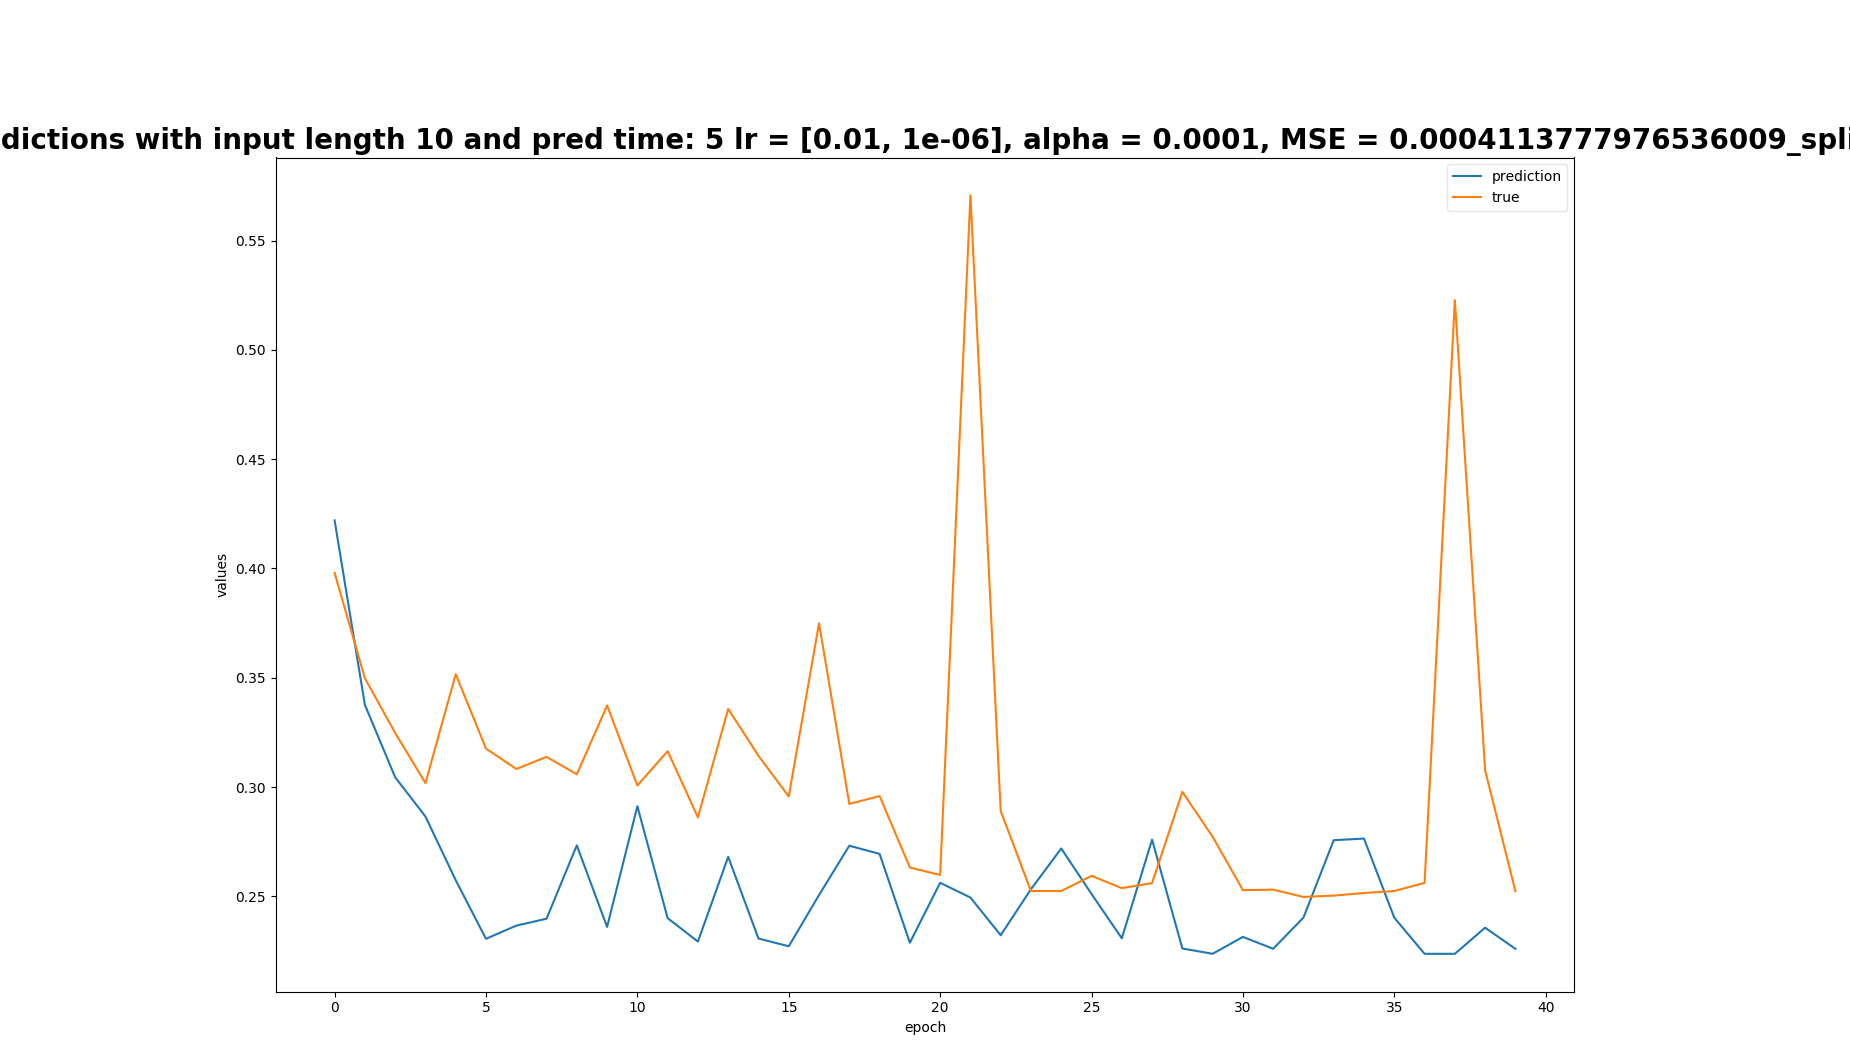 dictions with input length 10 and pred time: 5 lr = [0.01, 1e-06], alpha = 0.0001, MSE = 0.0004113777976536009_spli
prediction
true
0.55
0.50
0.45
0.40
0.35
0.30
0.25
values
0 5 10 15 20 25 30 35 40
epoch